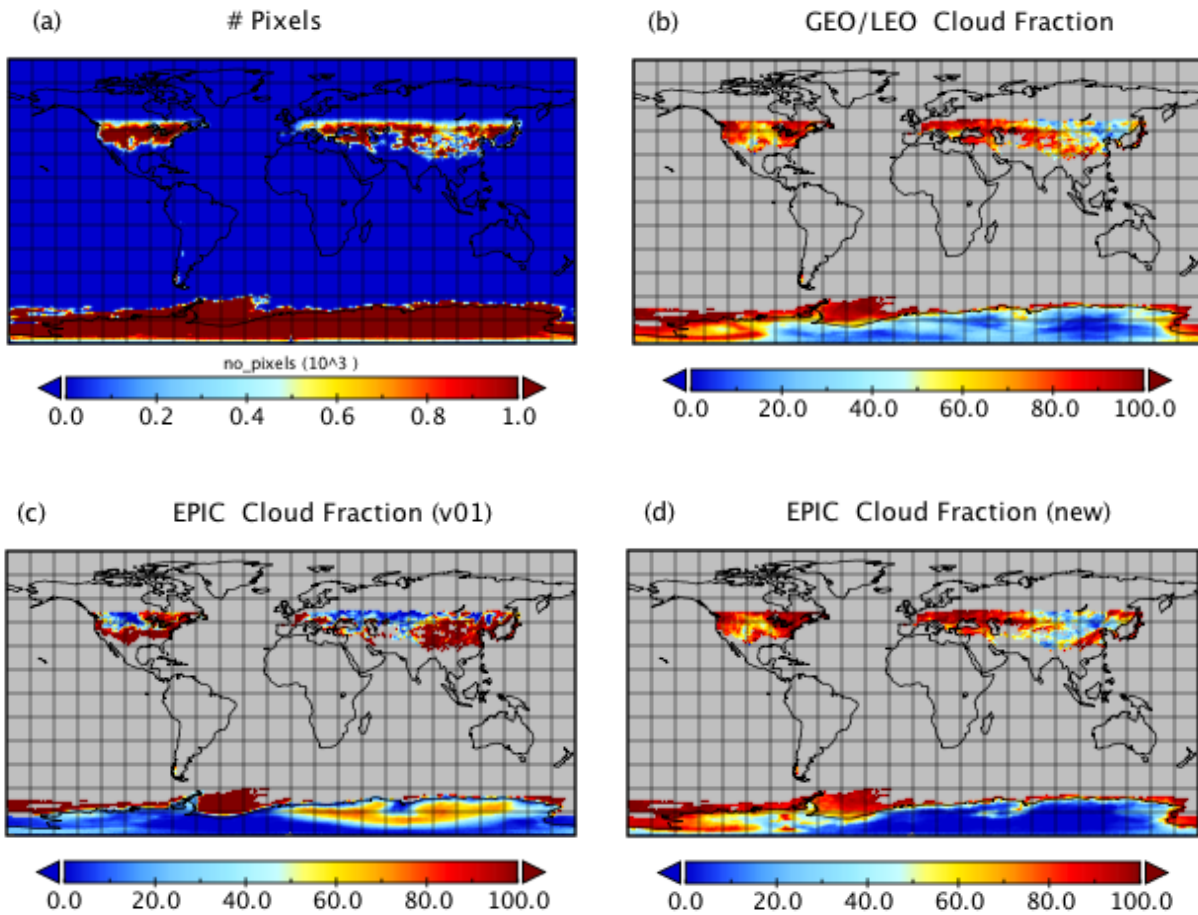 (a) # Pixels
(b) GEO/LEO Cloud Fraction
no_pixels (10^3 )
0.0 0.2 0.4 0.6 0.8 1.0
0.0 20.0 40.0 60.0 80.0 100.0
(c) EPIC Cloud Fraction (v01)
(d) EPIC Cloud Fraction (new)
0.0 20.0 40.0 60.0 80.0 100.0
0.0 20.0 40.0 60.0 80.0 100.0